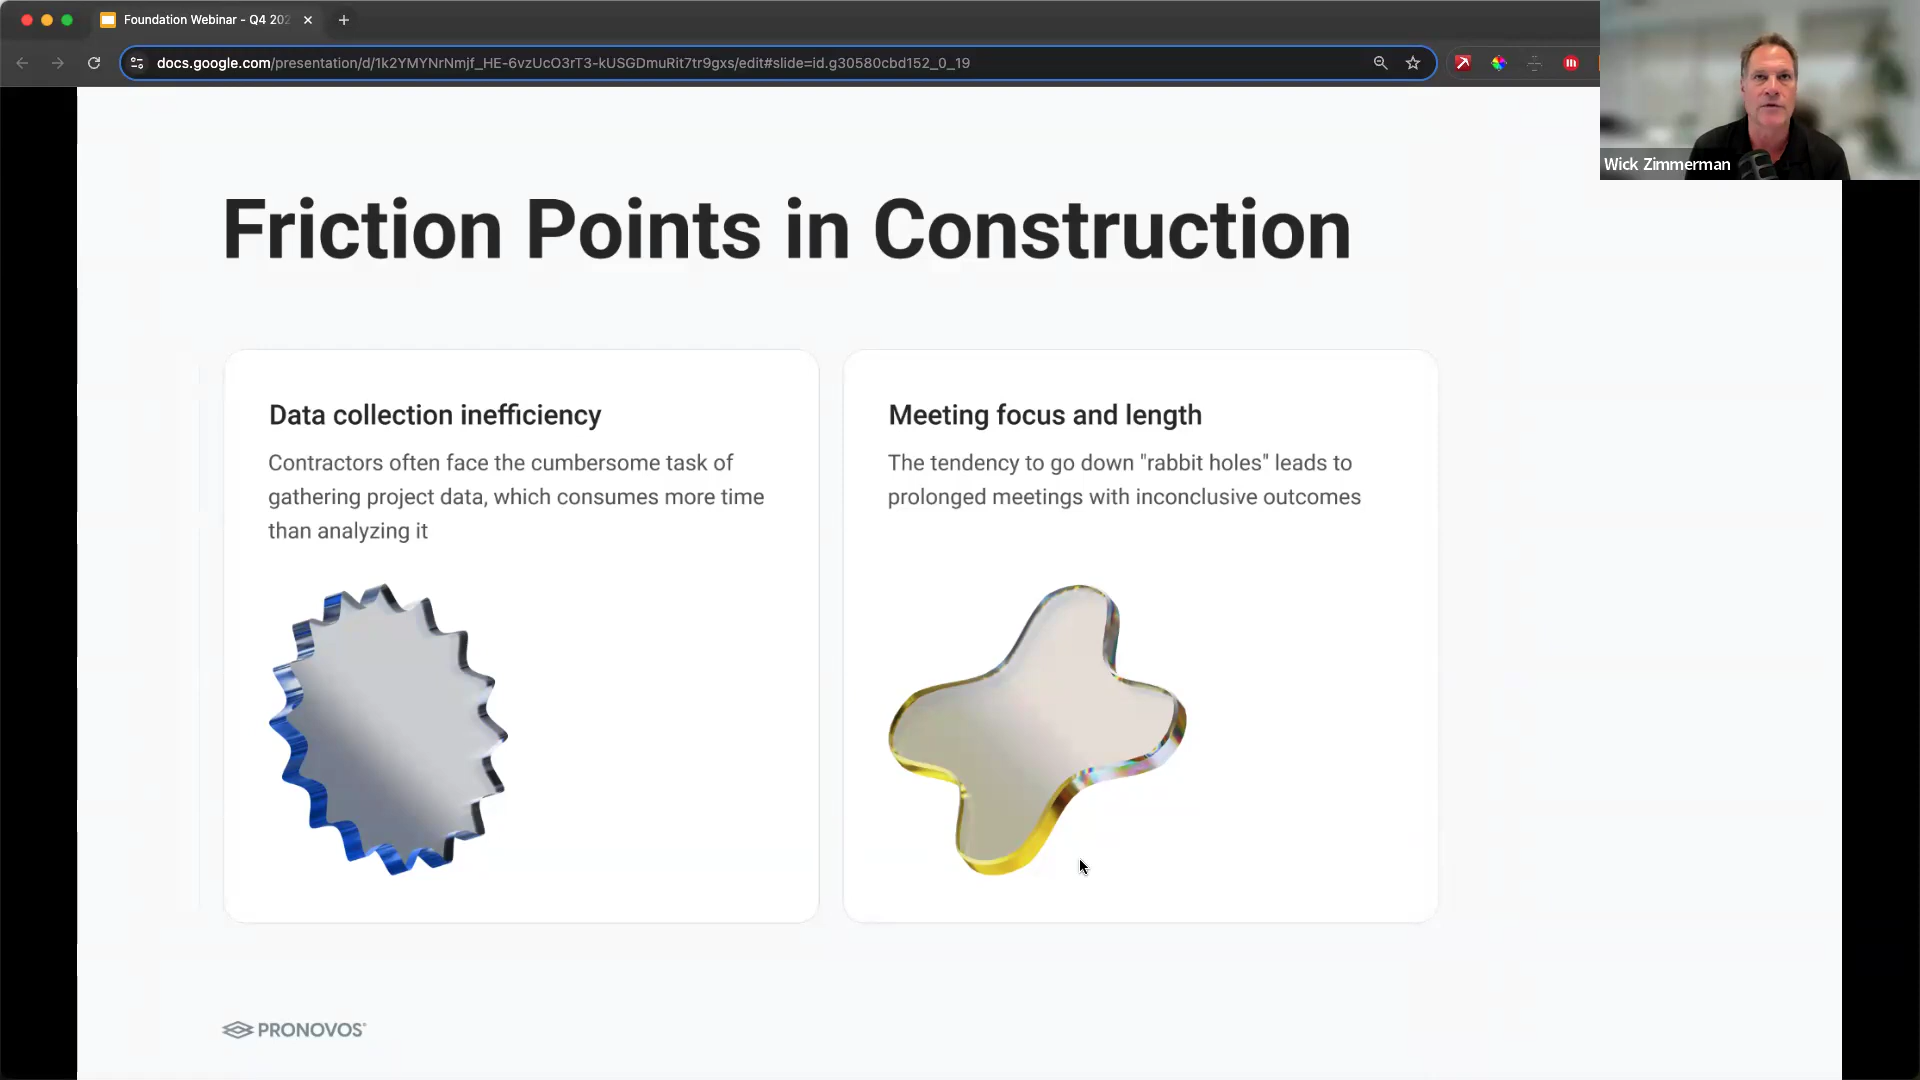 Foundation Webinar - Q4 202
docs.google.com/presentation/d/1k2YMYNrNmjf_HE-6vzUcO3rT3-kUSGDmuRit7tr9gxs/edit#slide=id.g30580cbd152_0_19
Wick Zimmerman
Friction Points in Construction
Data collection inefficiency
Contractors often face the cumbersome task of
gathering project data, which consumes more time
than analyzing it
Meeting focus and length
The tendency to go down "rabbit holes" leads to
prolonged meetings with inconclusive outcomes
PRONOVOS